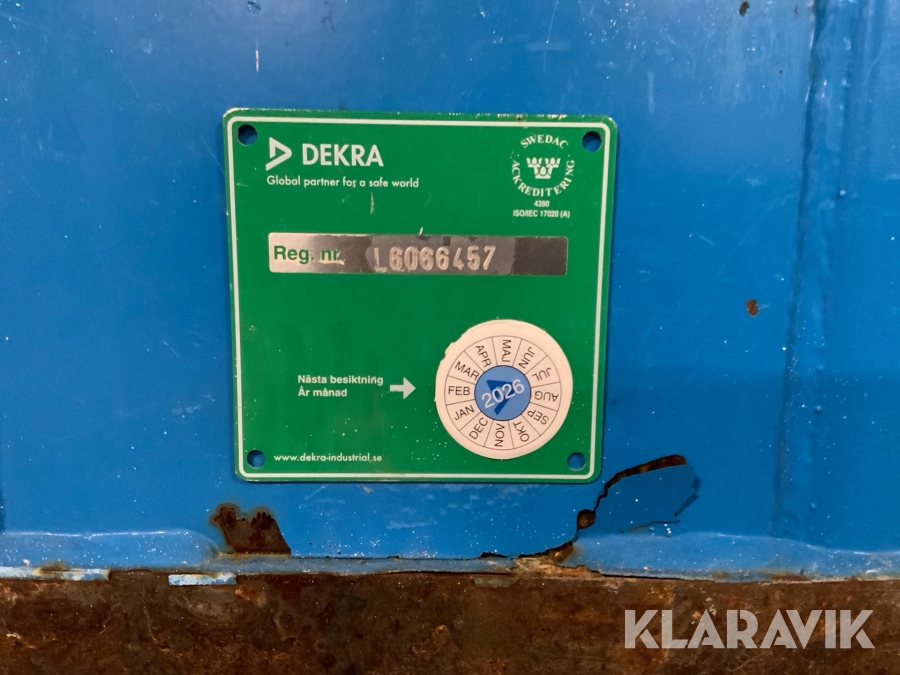 DEKRA
Global partner for a safe world
SWEDAC
ACKREDITERING
4390
ISO/IEC 17020 (A)
Reg. nr. L6066457
Nästa besiktning
År månad
JAN FEB MAR APR MAJ JUN JUL AUG SEP OKT NOV DEC
2026
www.dekra-industrial.se
KLARAVIK